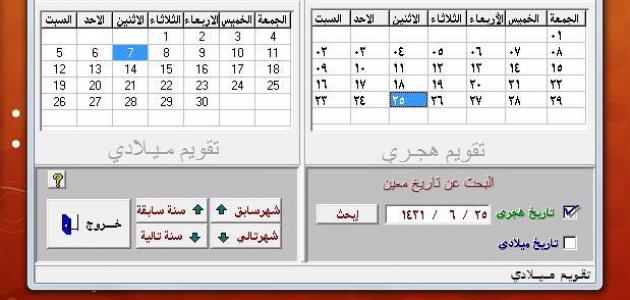 الجمعة الخميس الأربعاء الثلاثاء الاثنين الاحد السبت
٠١
٠٨ ٠٧ ٠٦ ٠٥ ٠٤ ٠٣ ٠٢
١٥ ١٤ ١٣ ١٢ ١١ ١٠ ٠٩
٢٢ ٢١ ٢٠ ١٩ ١٨ ١٧ ١٦
٢٩ ٢٨ ٢٧ ٢٦ ٢٥ ٢٤ ٢٣
تقويم هجري
الجمعة الخميس الاربعاء الثلاثاء الاثنين الاحد السبت
4 3 2 1
11 10 9 8 7 6 5
18 17 16 15 14 13 12
25 24 23 22 21 20 19
30 29 28 27 26
تقويم ميلادي
البحث عن تاريخ معين
تاريخ هجرى ٢٥ / ٦ / ١٤٣١ إبحث
تاريخ ميلادي
?
شهر سابق سنة سابقة
شهر تالي سنة تالية
خروج
تقويم ميلادي